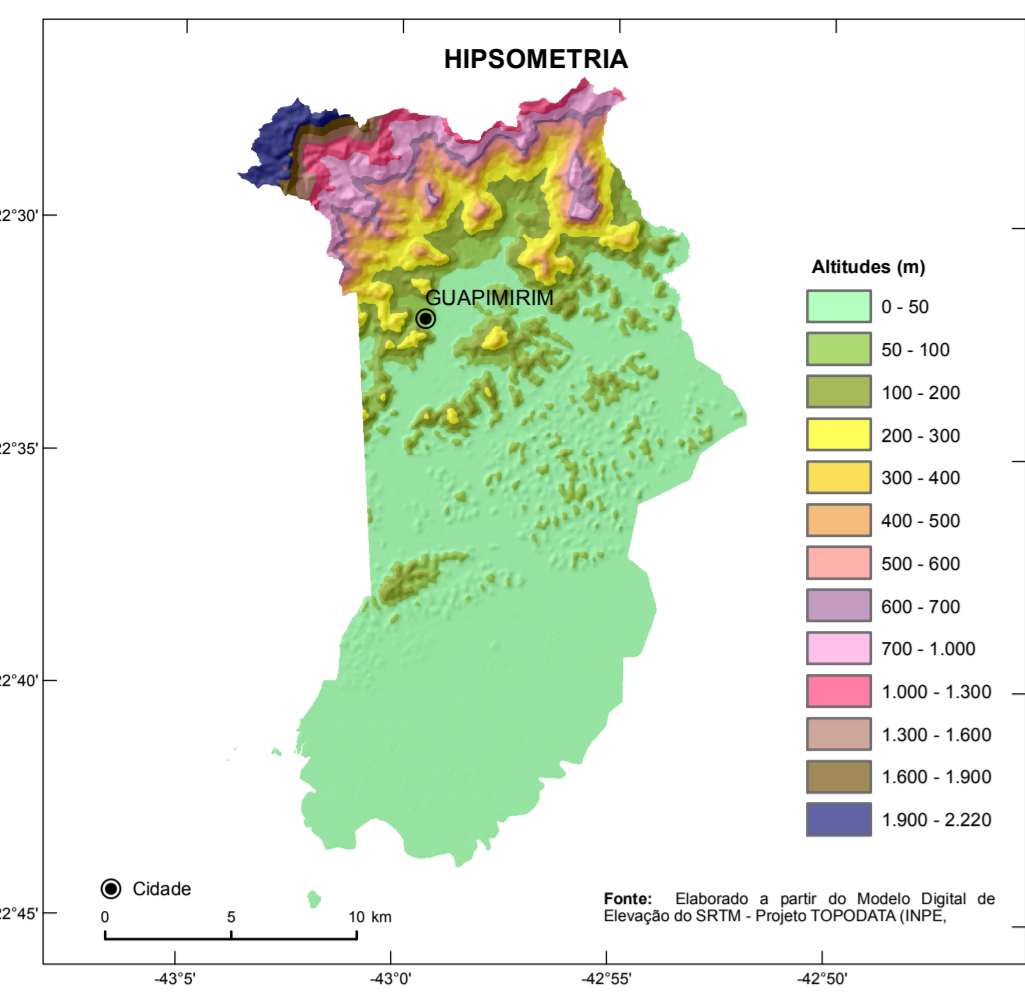 HIPSOMETRIA
22°30'
GUAPIMIRIM
Altitudes (m)
0 - 50
50 - 100
100 - 200
200 - 300
22°35'
300 - 400
400 - 500
500 - 600
600 - 700
700 - 1.000
22°40'
1.000 - 1.300
1.300 - 1.600
1.600 - 1.900
1.900 - 2.220
Cidade
0 5 10 km
Fonte: Elaborado a partir do Modelo Digital de
Elevação do SRTM - Projeto TOPODATA (INPE,
22°45'
-43°5' -43°0' -42°55' -42°50'